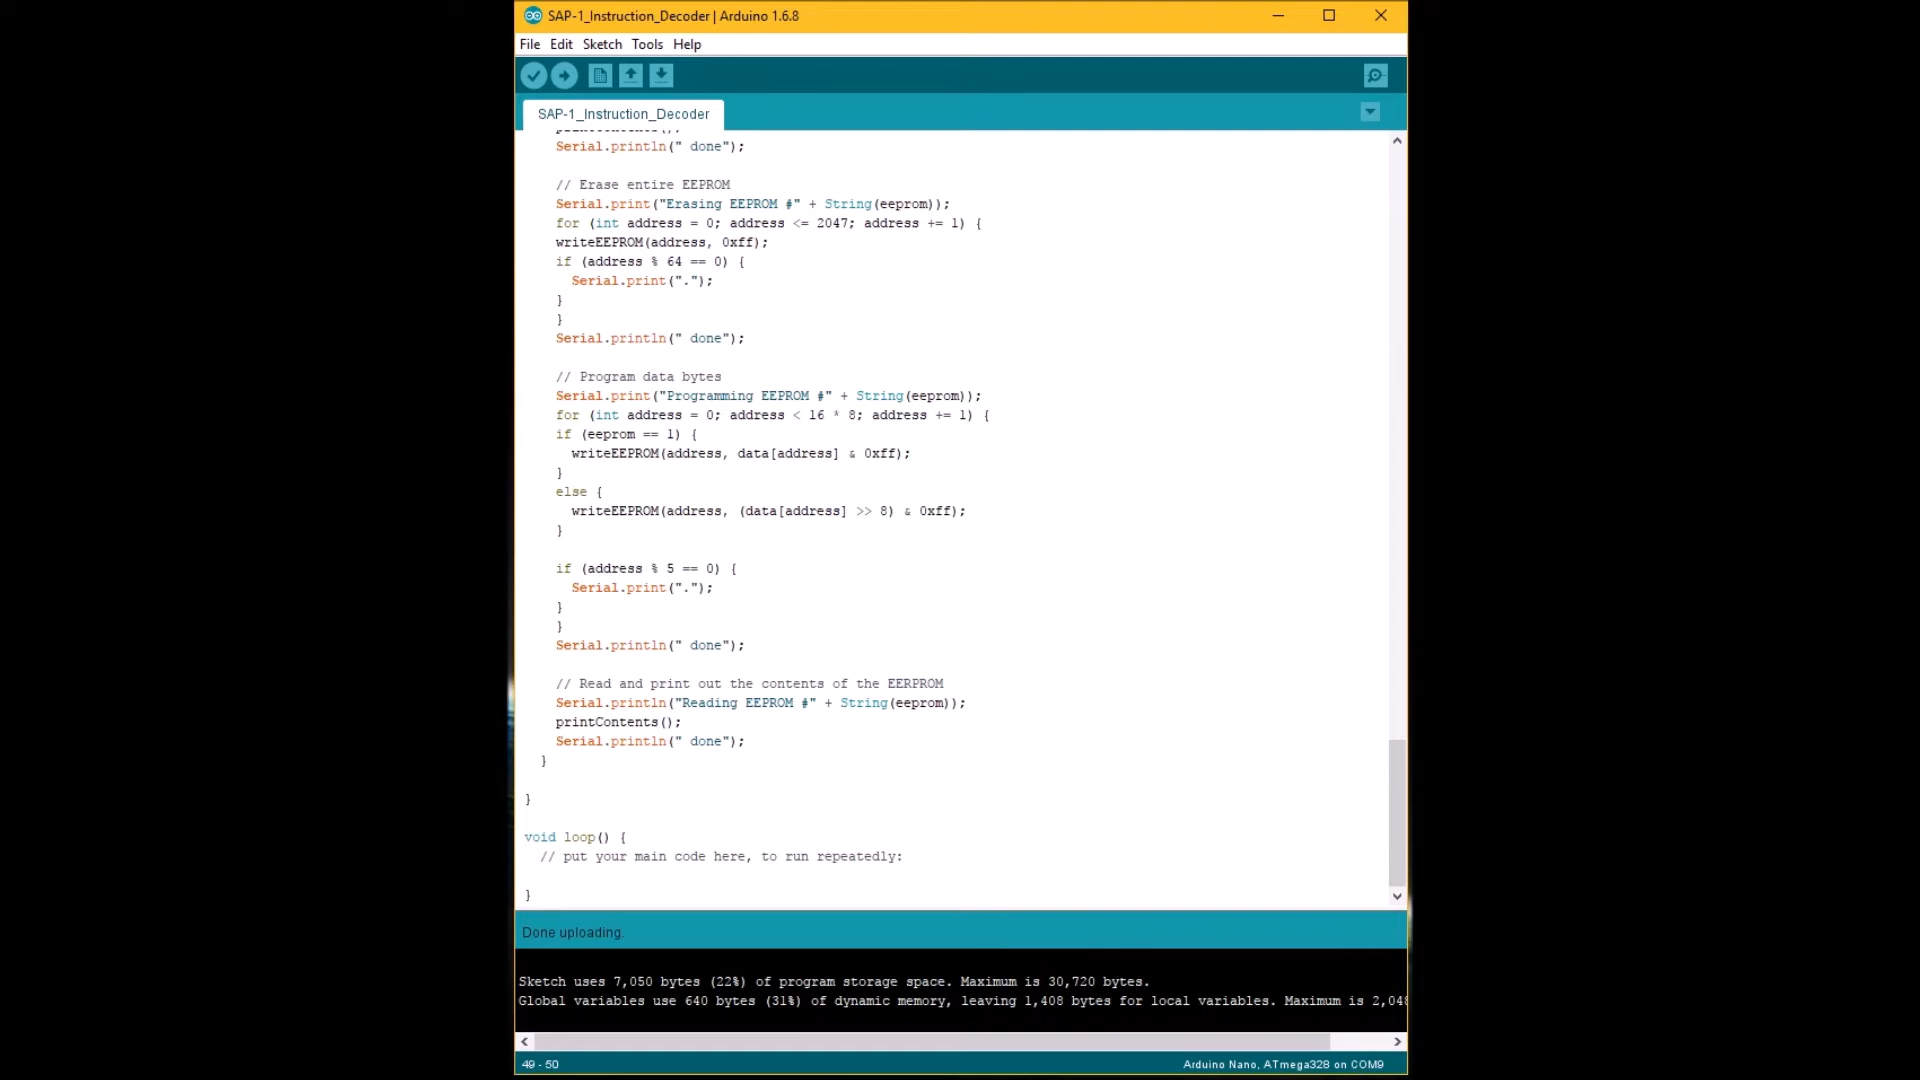 SAP-1_Instruction_Decoder | Arduino 1.6.8
File Edit Sketch Tools Help
SAP-1_Instruction_Decoder
printContents();
Serial.println(" done");
// Erase entire EEPROM
Serial.print("Erasing EEPROM #" + String(eeprom));
for (int address = 0; address <= 2047; address += 1) {
writeEEPROM(address, 0xff);
if (address % 64 == 0) {
Serial.print(".");
}
}
Serial.println(" done");
// Program data bytes
Serial.print("Programming EEPROM #" + String(eeprom));
for (int address = 0; address < 16 * 8; address += 1) {
if (eeprom == 1) {
writeEEPROM(address, data[address] & 0xff);
}
else {
writeEEPROM(address, (data[address] >> 8) & 0xff);
}
if (address % 5 == 0) {
Serial.print(".");
}
}
Serial.println(" done");
// Read and print out the contents of the EERPROM
Serial.println("Reading EEPROM #" + String(eeprom));
printContents();
Serial.println(" done");
}
}
void loop() {
// put your main code here, to run repeatedly:
}
Done uploading.
Sketch uses 7,050 bytes (22%) of program storage space. Maximum is 30,720 bytes.
Global variables use 640 bytes (31%) of dynamic memory, leaving 1,408 bytes for local variables. Maximum is 2,048
49 - 50
Arduino Nano, ATmega328 on COM9